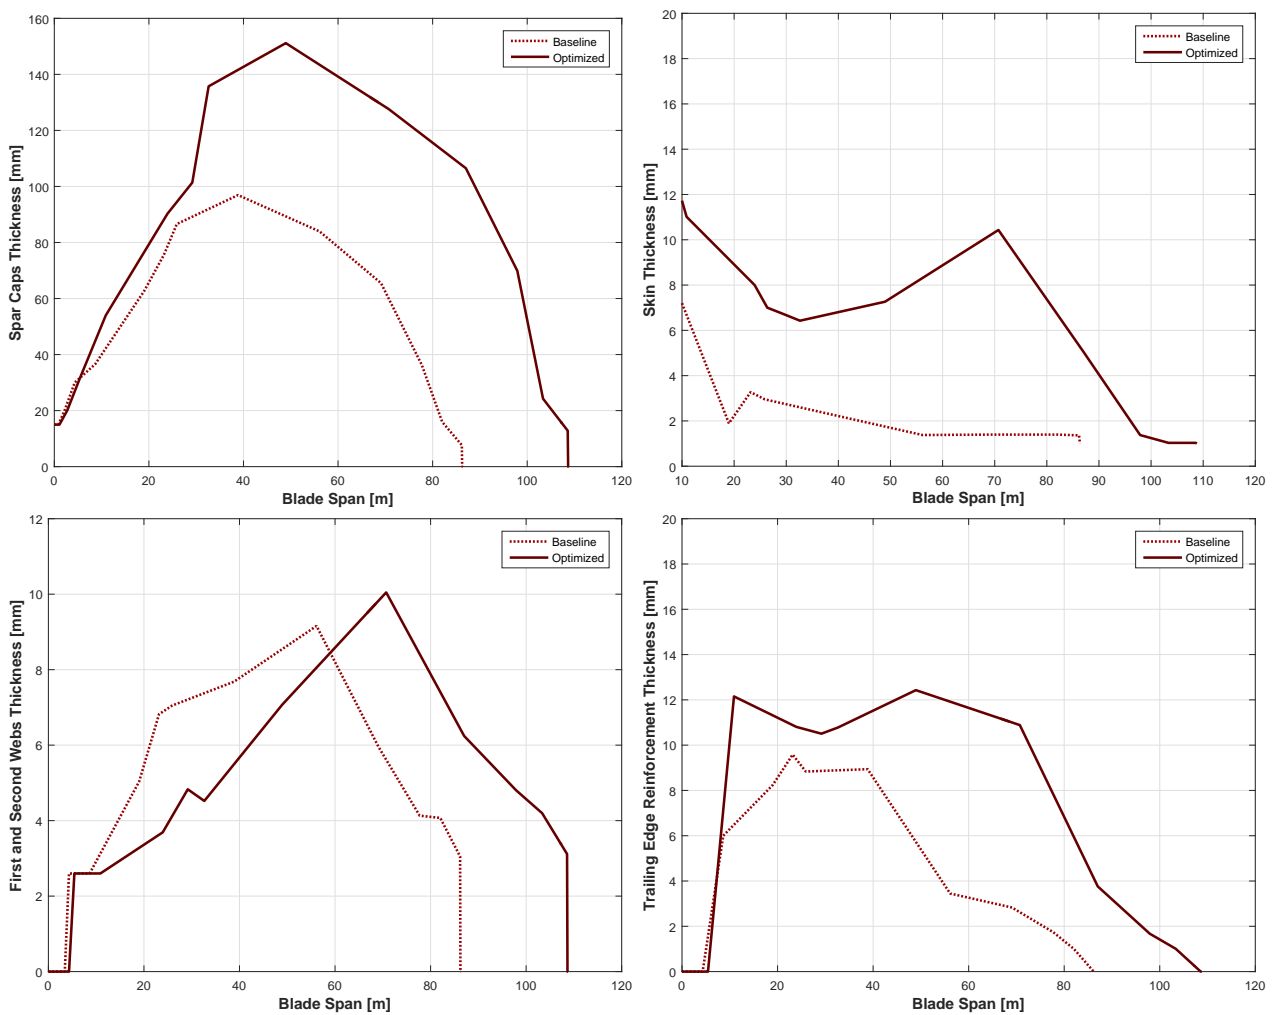 Spar Caps Thickness [mm]
160
140
120
100
80
60
40
20
0
Baseline
Optimized
0 20 40 60 80 100 120
Blade Span [m]
Skin Thickness [mm]
20
18
16
14
12
10
8
6
4
2
0
Baseline
Optimized
10 20 30 40 50 60 70 80 90 100 110 120
Blade Span [m]
First and Second Webs Thickness [mm]
12
10
8
6
4
2
0
Baseline
Optimized
0 20 40 60 80 100 120
Blade Span [m]
Trailing Edge Reinforcement Thickness [mm]
20
18
16
14
12
10
8
6
4
2
0
Baseline
Optimized
0 20 40 60 80 100 120
Blade Span [m]